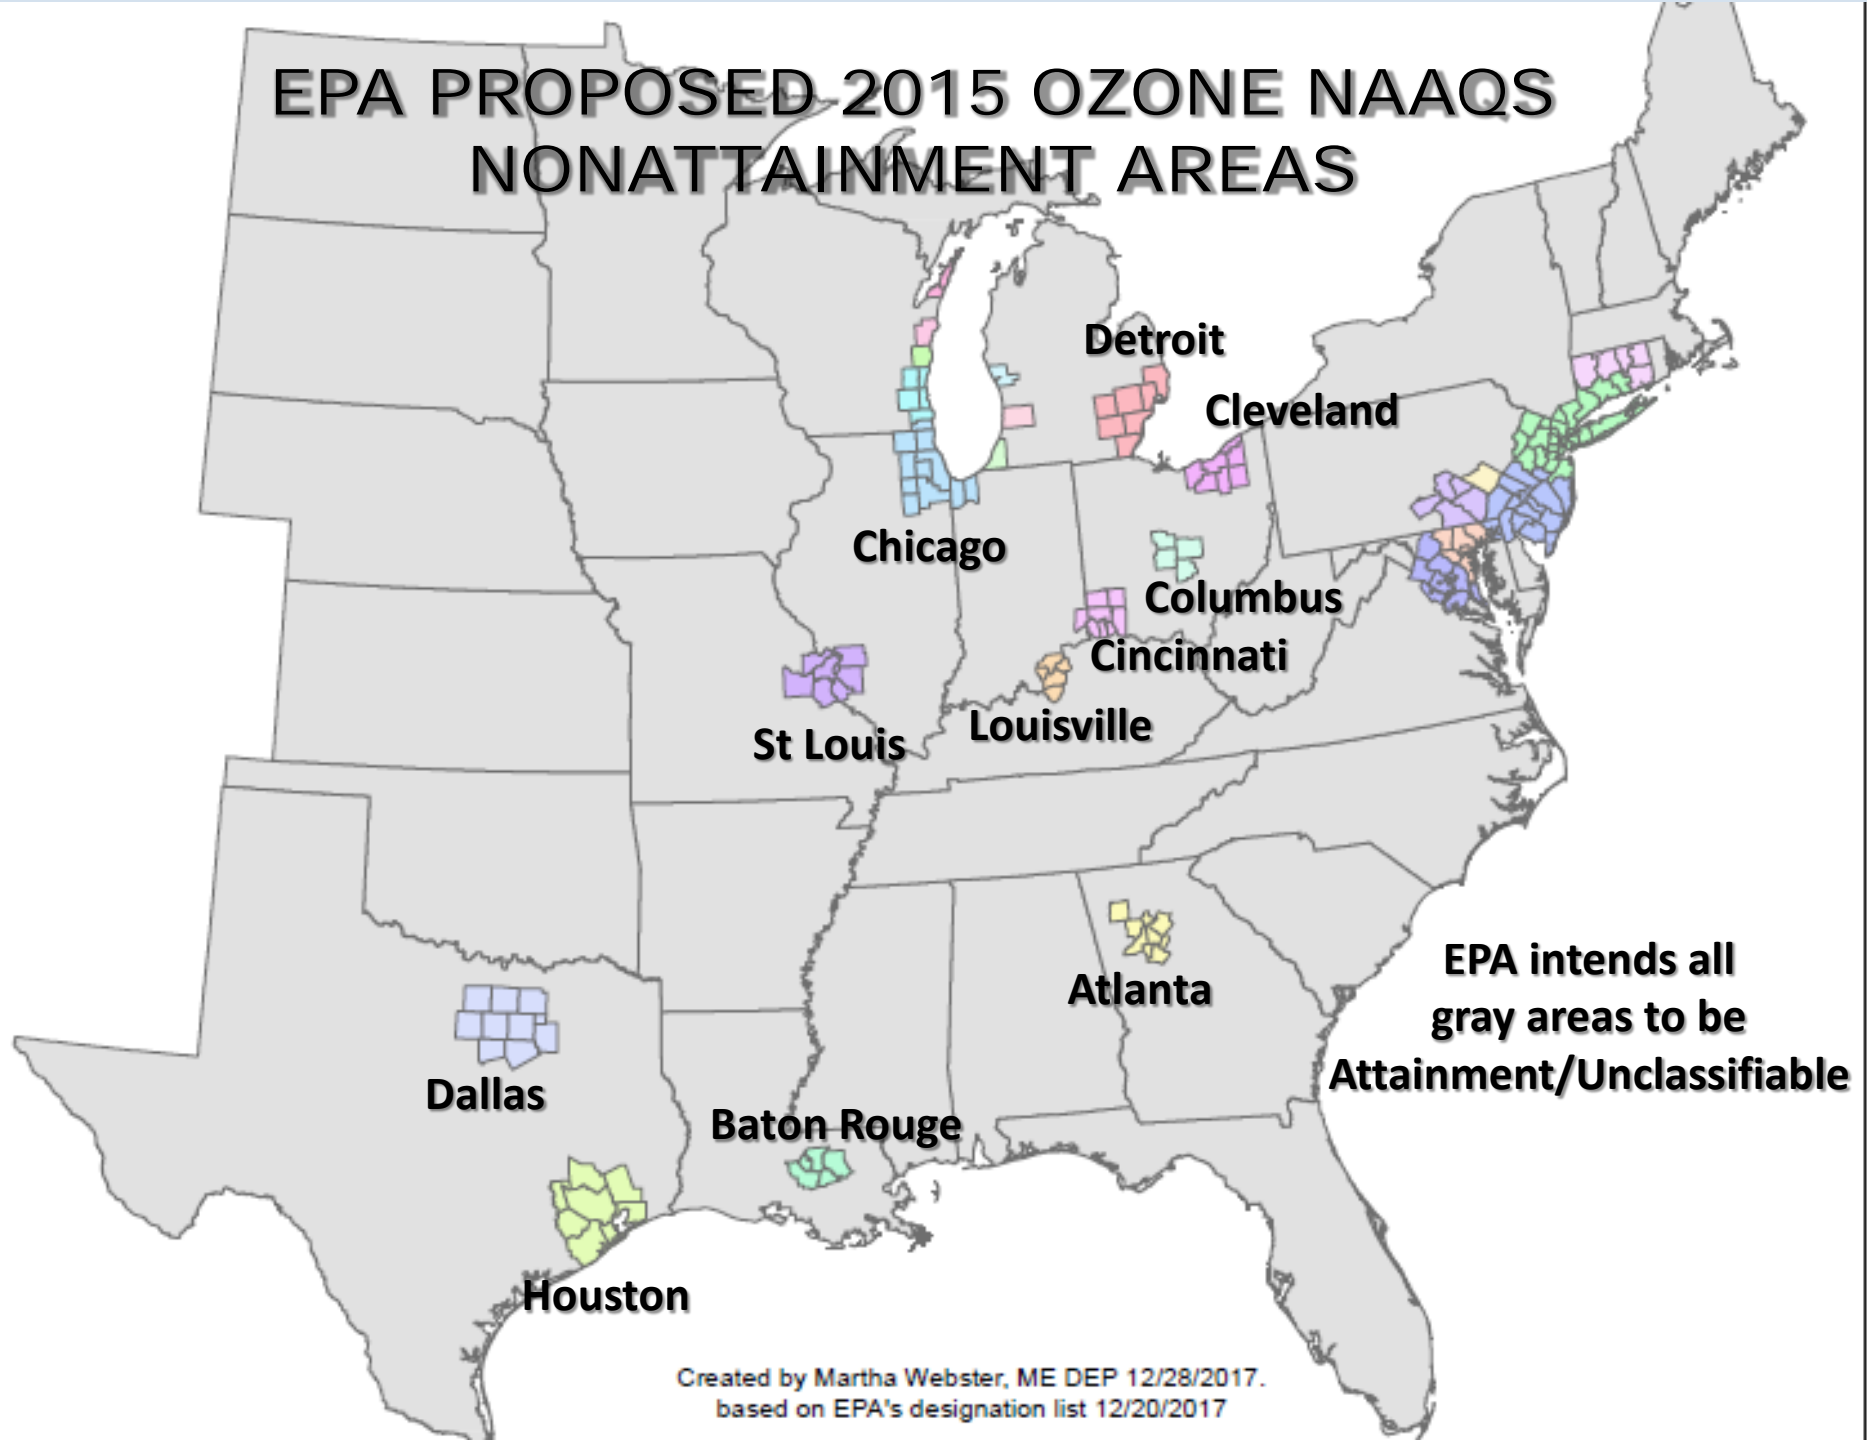 EPA PROPOSED 2015 OZONE NAAQS
NONATTAINMENT AREAS
Detroit
Cleveland
Chicago
Columbus
Cincinnati
Louisville
St Louis
Atlanta
EPA intends all
gray areas to be
Attainment/Unclassifiable
Dallas
Baton Rouge
Houston
Created by Martha Webster, ME DEP 12/28/2017.
based on EPA's designation list 12/20/2017